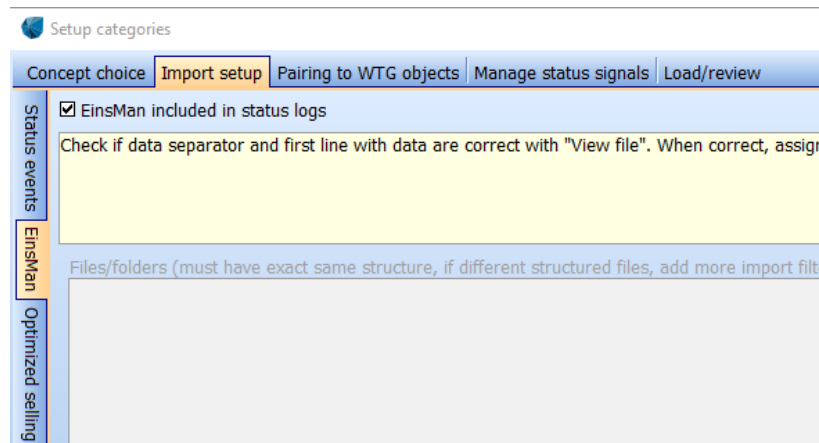 Setup categories
Concept choice Import setup Pairing to WTG objects Manage status signals Load/review
Status events
EinsMan
Optimized selling
EinsMan included in status logs
Check if data separator and first line with data are correct with "View file". When correct, assign
Files/folders (must have exact same structure, if different structured files, add more import filt